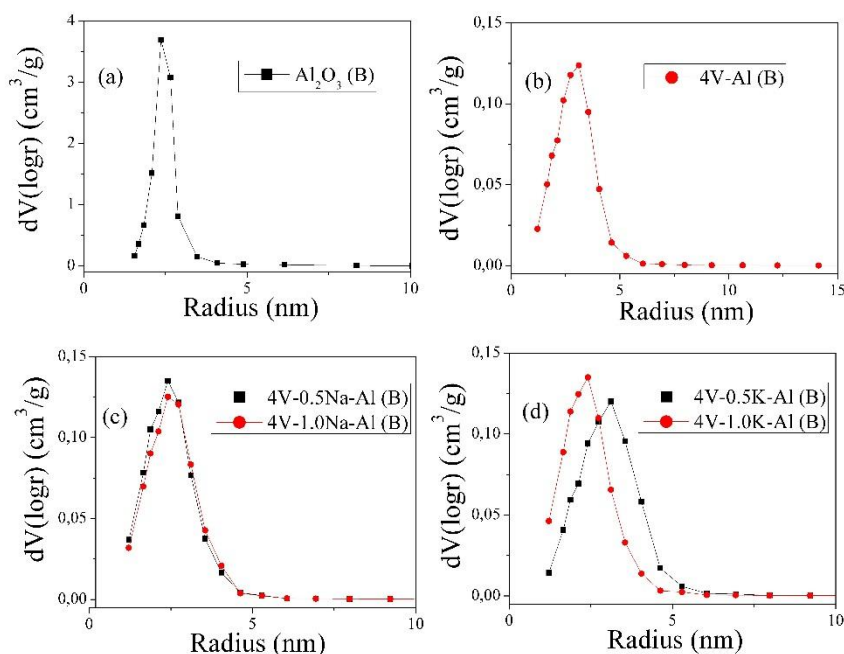 (a)
Al₂O₃ (B)
dV(logr) (cm³/g)
4
3
2
1
0
0
5
10
Radius (nm)
(b)
4V-Al (B)
dV(logr) (cm³/g)
0,15
0,10
0,05
0,00
0
5
10
15
Radius (nm)
(c)
4V-0.5Na-Al (B)
4V-1.0Na-Al (B)
dV(logr) (cm³/g)
0,15
0,10
0,05
0,00
0
5
10
Radius (nm)
(d)
4V-0.5K-Al (B)
4V-1.0K-Al (B)
dV(logr) (cm³/g)
0,15
0,10
0,05
0,00
0
5
10
Radius (nm)